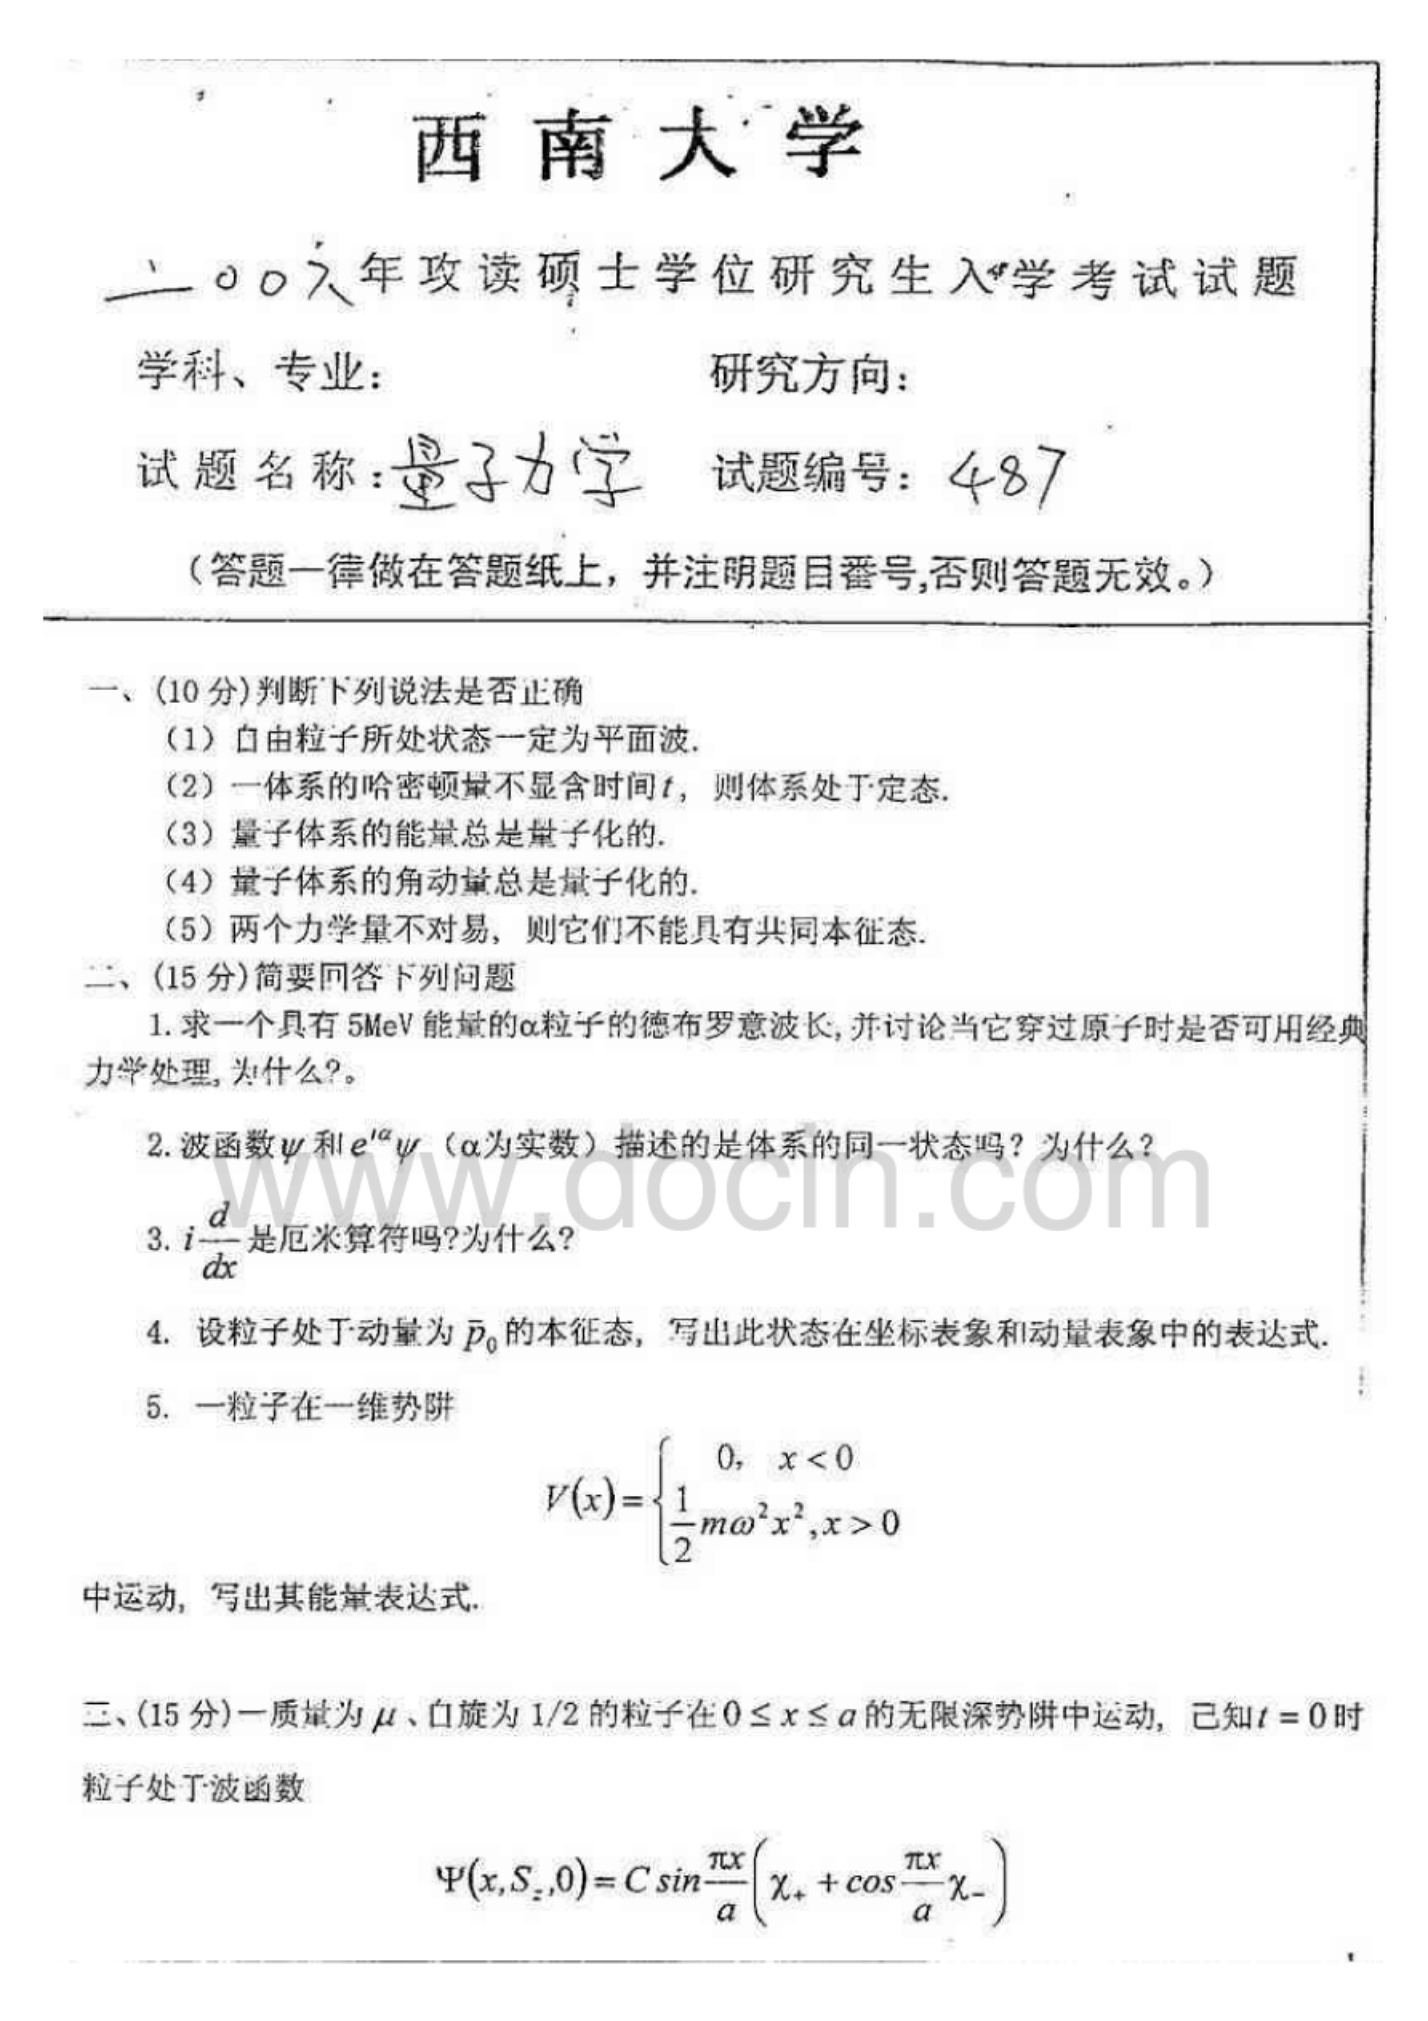 西南大学
二00六年攻读硕士学位研究生入学考试试题
学科、专业： 研究方向：
试题名称：量子力学 试题编号：487
（答题一律做在答题纸上，并注明题目番号,否则答题无效。）
一、(10 分)判断下列说法是否正确
（1）自由粒子所处状态一定为平面波.
（2）一体系的哈密顿量不显含时间t，则体系处于定态.
（3）量子体系的能量总是量子化的.
（4）量子体系的角动量总是量子化的.
（5）两个力学量不对易，则它们不能具有共同本征态.
二、(15 分)简要回答下列问题
1.求一个具有 5MeV 能量的α粒子的德布罗意波长,并讨论当它穿过原子时是否可用经典
力学处理,为什么?。
www.docin.com
2.波函数ψ和e^{iα}ψ（α为实数）描述的是体系的同一状态吗？为什么?
3. i d/dx 是厄米算符吗?为什么?
4. 设粒子处于动量为 p̄₀ 的本征态，写出此状态在坐标表象和动量表象中的表达式.
5. 一粒子在一维势阱
V(x)={ 0, x<0
1/2 mω²x²,x>0
中运动，写出其能量表达式.
三、(15 分)一质量为 μ、自旋为 1/2 的粒子在 0≤x≤a 的无限深势阱中运动，己知 t=0 时
粒子处于波函数
Ψ(x,S_z,0)=C sin πx/a (χ₊ + cos πx/a χ₋)
1